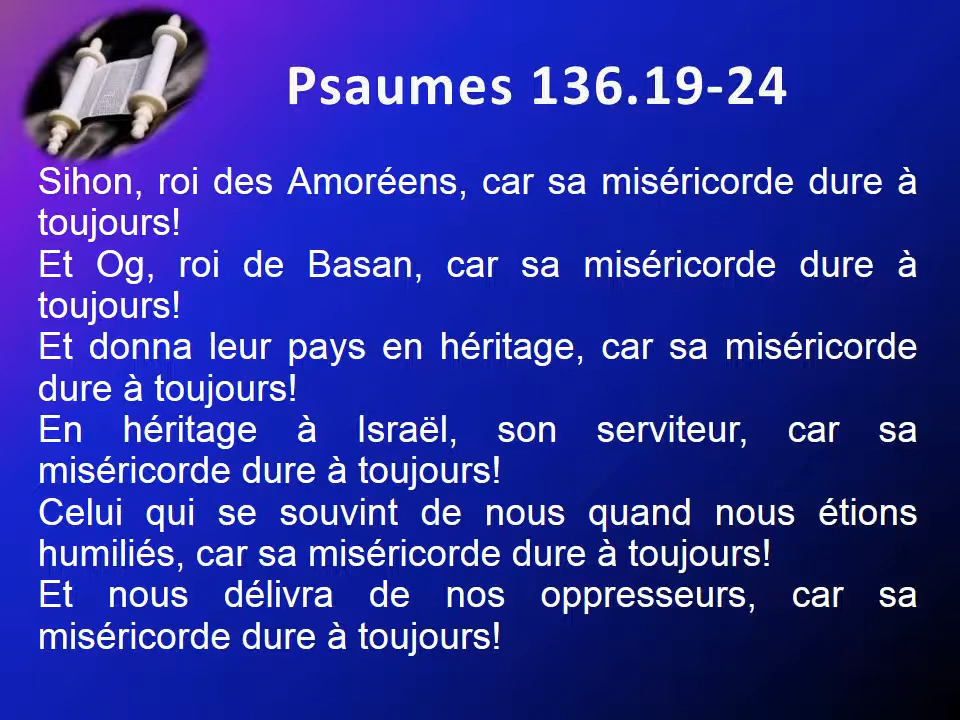 Psaumes 136.19-24
Sihon, roi des Amoréens, car sa miséricorde dure à
toujours!
Et Og, roi de Basan, car sa miséricorde dure à
toujours!
Et donna leur pays en héritage, car sa miséricorde
dure à toujours!
En héritage à Israël, son serviteur, car sa
miséricorde dure à toujours!
Celui qui se souvint de nous quand nous étions
humiliés, car sa miséricorde dure à toujours!
Et nous délivra de nos oppresseurs, car sa
miséricorde dure à toujours!